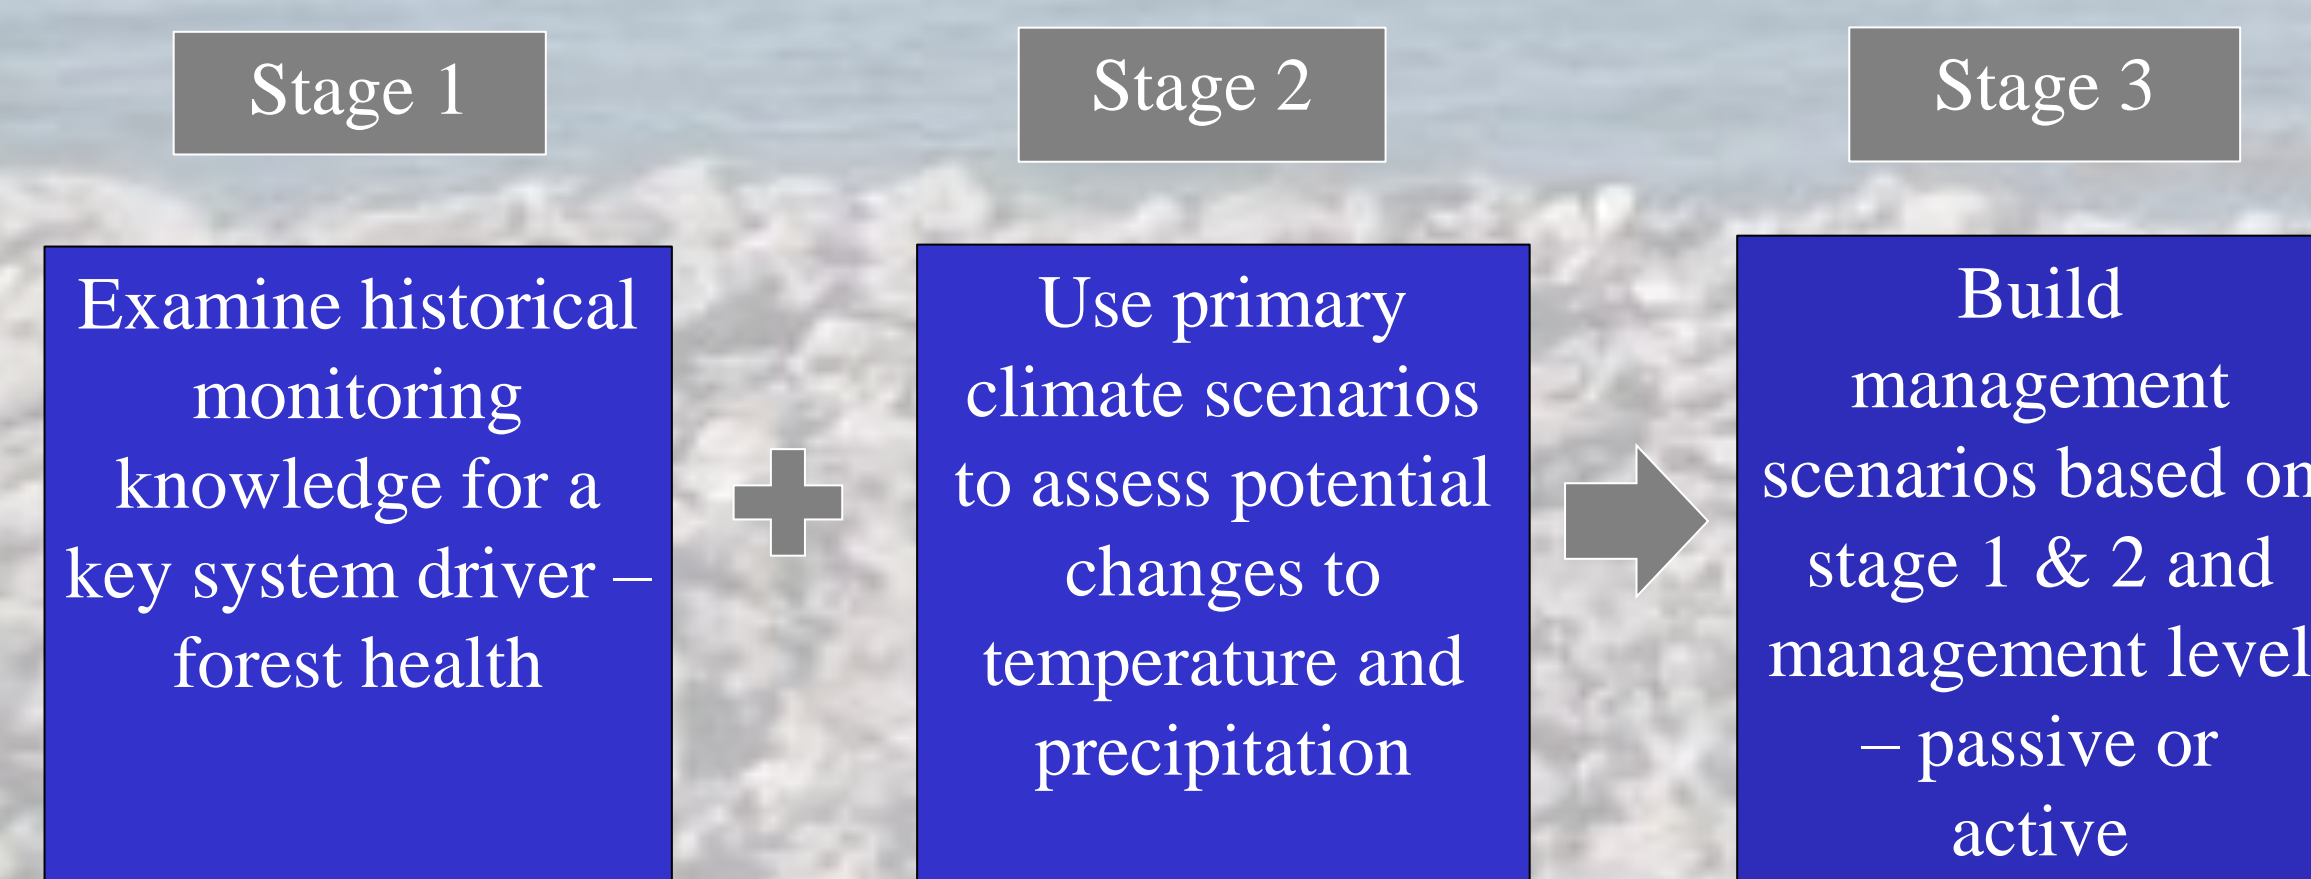 Stage 1
Stage 2
Stage 3
Examine historical
monitoring
knowledge for a
key system driver –
forest health
Use primary
climate scenarios
to assess potential
changes to
temperature and
precipitation
Build
management
scenarios based on
stage 1 & 2 and
management level
– passive or
active